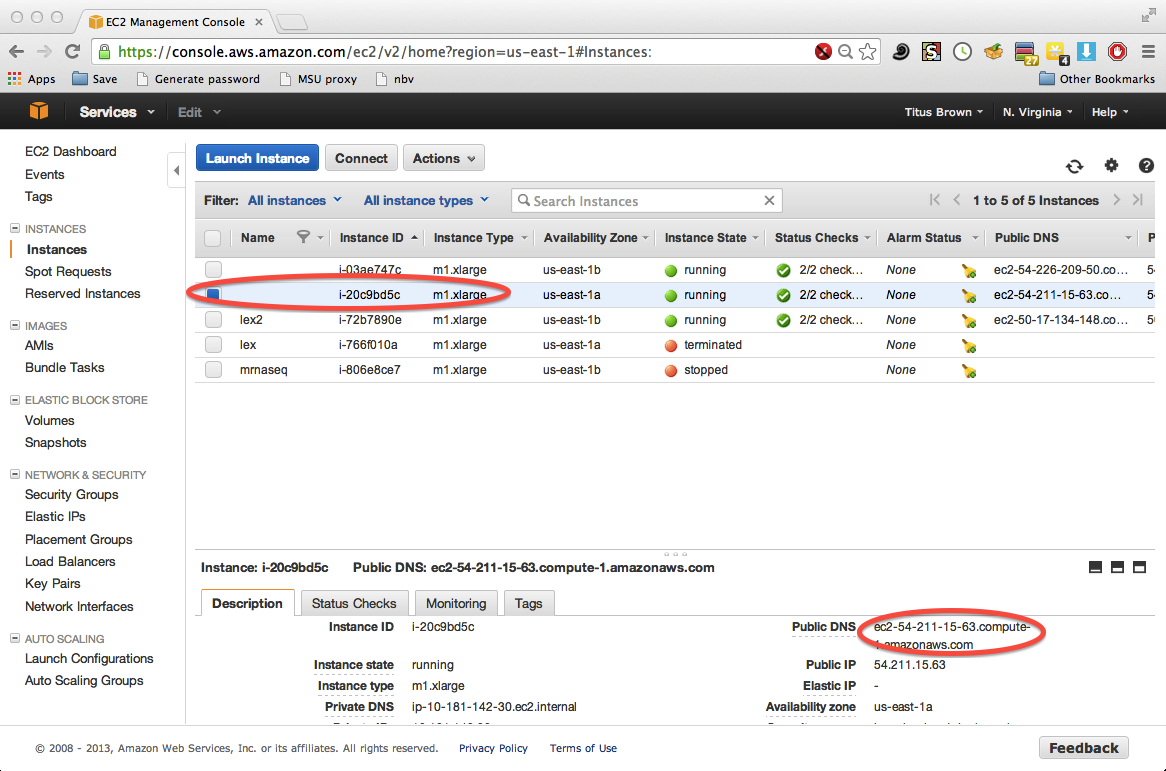 EC2 Management Console
https://console.aws.amazon.com/ec2/v2/home?region=us-east-1#Instances:
27
4
Apps Save Generate password MSU proxy nbv Other Bookmarks
Services Edit Titus Brown N. Virginia Help
EC2 Dashboard
Events
Tags
INSTANCES
Instances
Spot Requests
Reserved Instances
IMAGES
AMIs
Bundle Tasks
ELASTIC BLOCK STORE
Volumes
Snapshots
NETWORK & SECURITY
Security Groups
Elastic IPs
Placement Groups
Load Balancers
Key Pairs
Network Interfaces
AUTO SCALING
Launch Configurations
Auto Scaling Groups
Launch Instance Connect Actions
Filter: All instances All instance types Search Instances 1 to 5 of 5 Instances
Name Instance ID Instance Type Availability Zone Instance State Status Checks Alarm Status Public DNS P
i-03ae747c m1.xlarge us-east-1b running 2/2 check… None ec2-54-226-209-50.co… 54
i-20c9bd5c m1.xlarge us-east-1a running 2/2 check… None ec2-54-211-15-63.co… 54
lex2 i-72b7890e m1.xlarge us-east-1b running 2/2 check… None ec2-50-17-134-148.co… 50
lex i-766f010a m1.xlarge us-east-1a terminated None
mrnaseq i-806e8ce7 m1.xlarge us-east-1b stopped None
Instance: i-20c9bd5c Public DNS: ec2-54-211-15-63.compute-1.amazonaws.com
Description Status Checks Monitoring Tags
Instance ID i-20c9bd5c Public DNS ec2-54-211-15-63.compute-
1.amazonaws.com
Instance state running Public IP 54.211.15.63
Instance type m1.xlarge Elastic IP -
Private DNS ip-10-181-142-30.ec2.internal Availability zone us-east-1a
© 2008 - 2013, Amazon Web Services, Inc. or its affiliates. All rights reserved. Privacy Policy Terms of Use Feedback